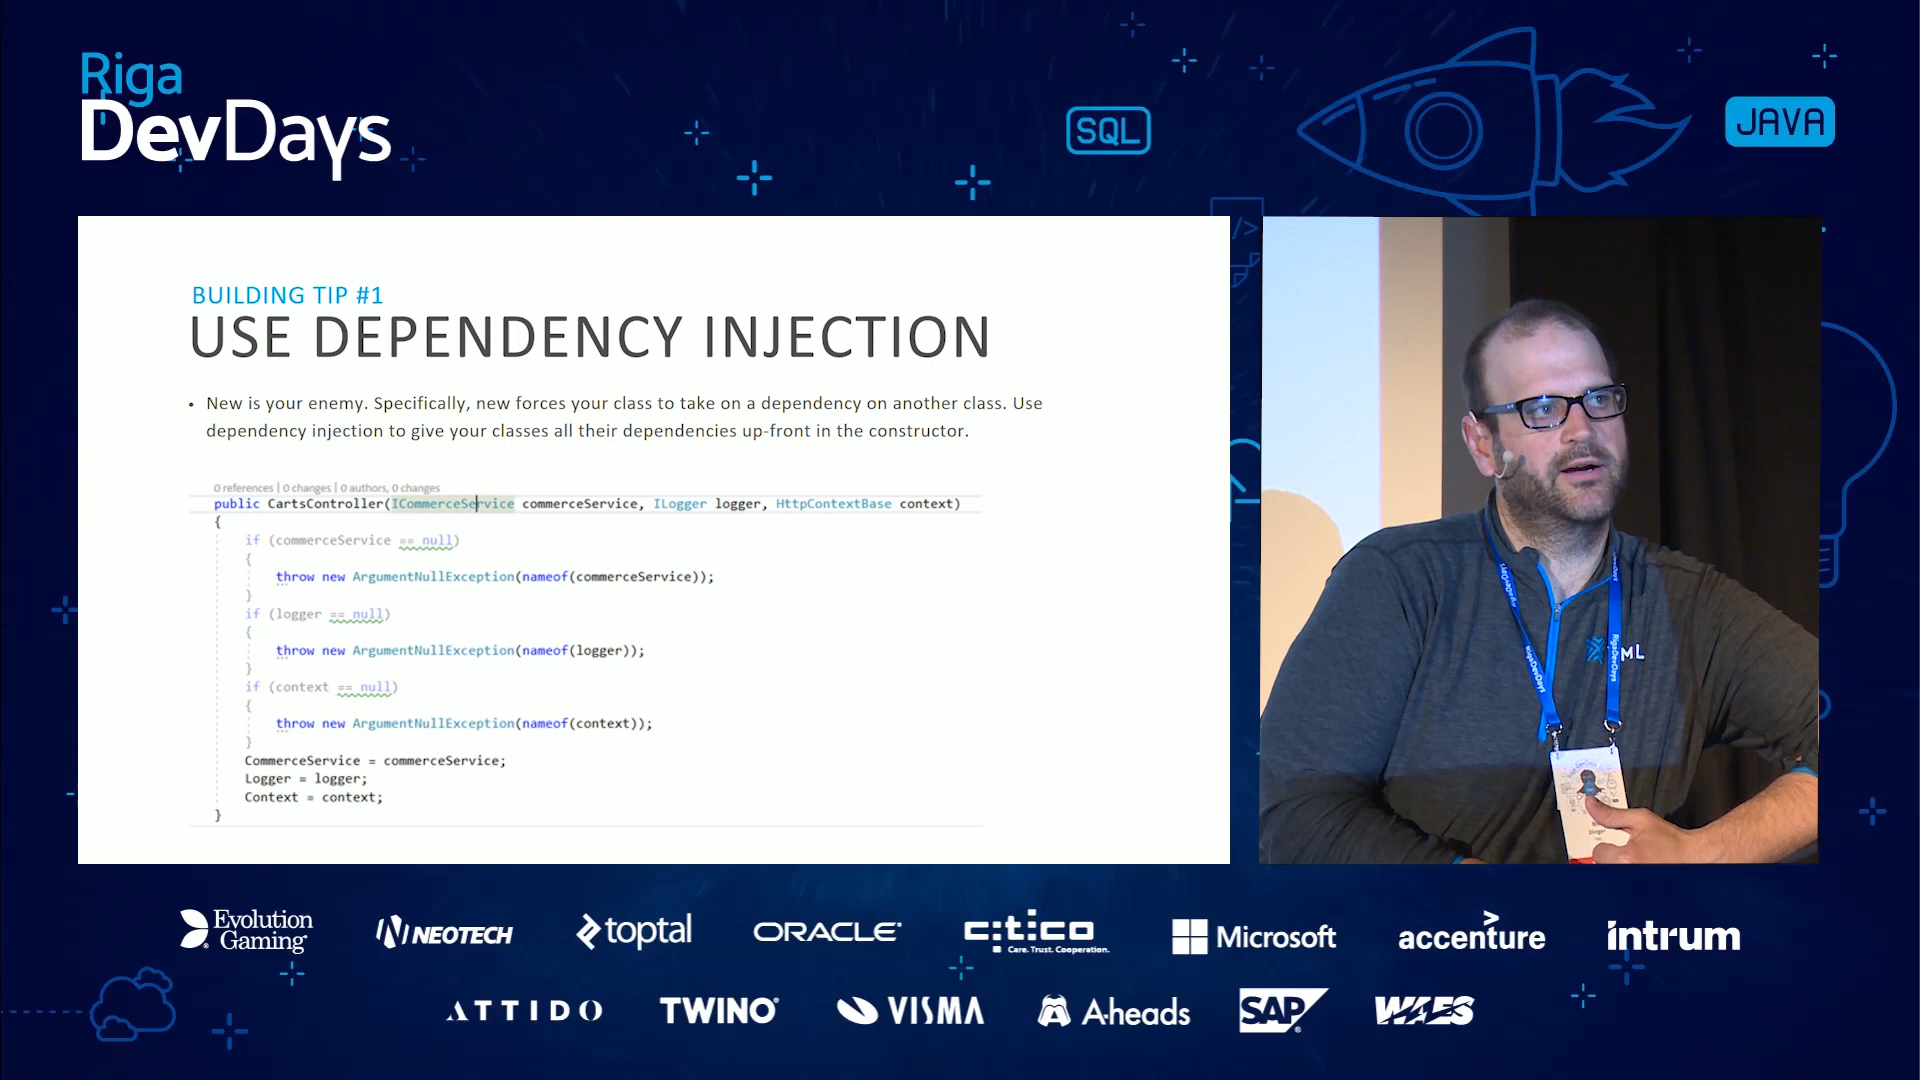 Riga
DevDays
SQL
JAVA
</>
BUILDING TIP #1
USE DEPENDENCY INJECTION
• New is your enemy. Specifically, new forces your class to take on a dependency on another class. Use
dependency injection to give your classes all their dependencies up-front in the constructor.
0 references | 0 changes | 0 authors, 0 changes
public CartsController(ICommerceService commerceService, ILogger logger, HttpContextBase context)
{
if (commerceService == null)
{
throw new ArgumentNullException(nameof(commerceService));
}
if (logger == null)
{
throw new ArgumentNullException(nameof(logger));
}
if (context == null)
{
throw new ArgumentNullException(nameof(context));
}
CommerceService = commerceService;
Logger = logger;
Context = context;
}
RigaDevDays
RigaDevDays
ML
Evolution
Gaming
NEOTECH
toptal
ORACLE
citico
Care. Trust. Cooperation.
Microsoft
accenture
intrum
ATTIDO
TWINO
VISMA
A-heads
SAP
WAES